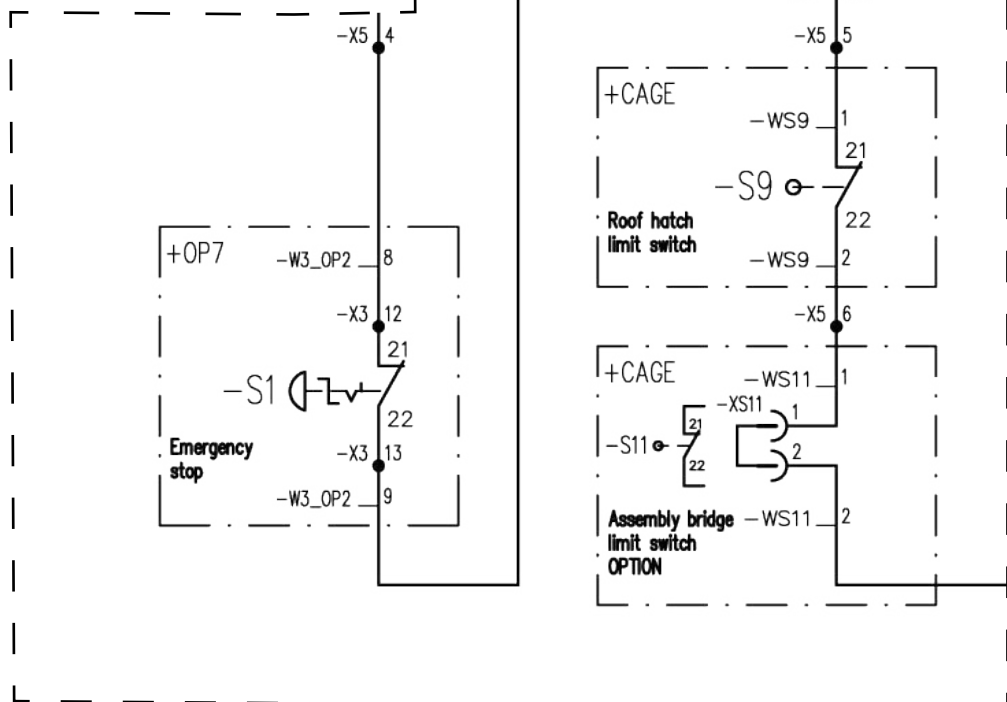 -X5 4
+OP7
-W3_OP2 8
-X3 12
21
-S1
22
Emergency
stop
-X3 13
-W3_OP2 9
-X5 5
+CAGE
-WS9 1
21
-S9
22
Roof hatch
limit switch
-WS9 2
-X5 6
+CAGE
-WS11 1
-XS11
1
21
-S11
2
22
Assembly bridge
limit switch
OPTION
-WS11 2